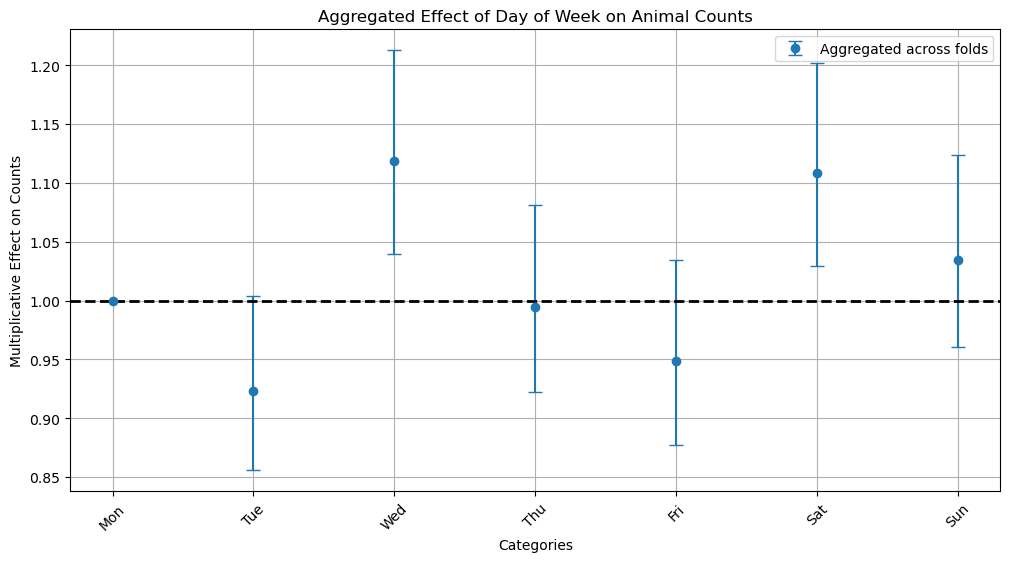 Aggregated Effect of Day of Week on Animal Counts
Aggregated across folds
Multiplicative Effect on Counts
1.20
1.15
1.10
1.05
1.00
0.95
0.90
0.85
Mon
Tue
Wed
Thu
Fri
Sat
Sun
Categories